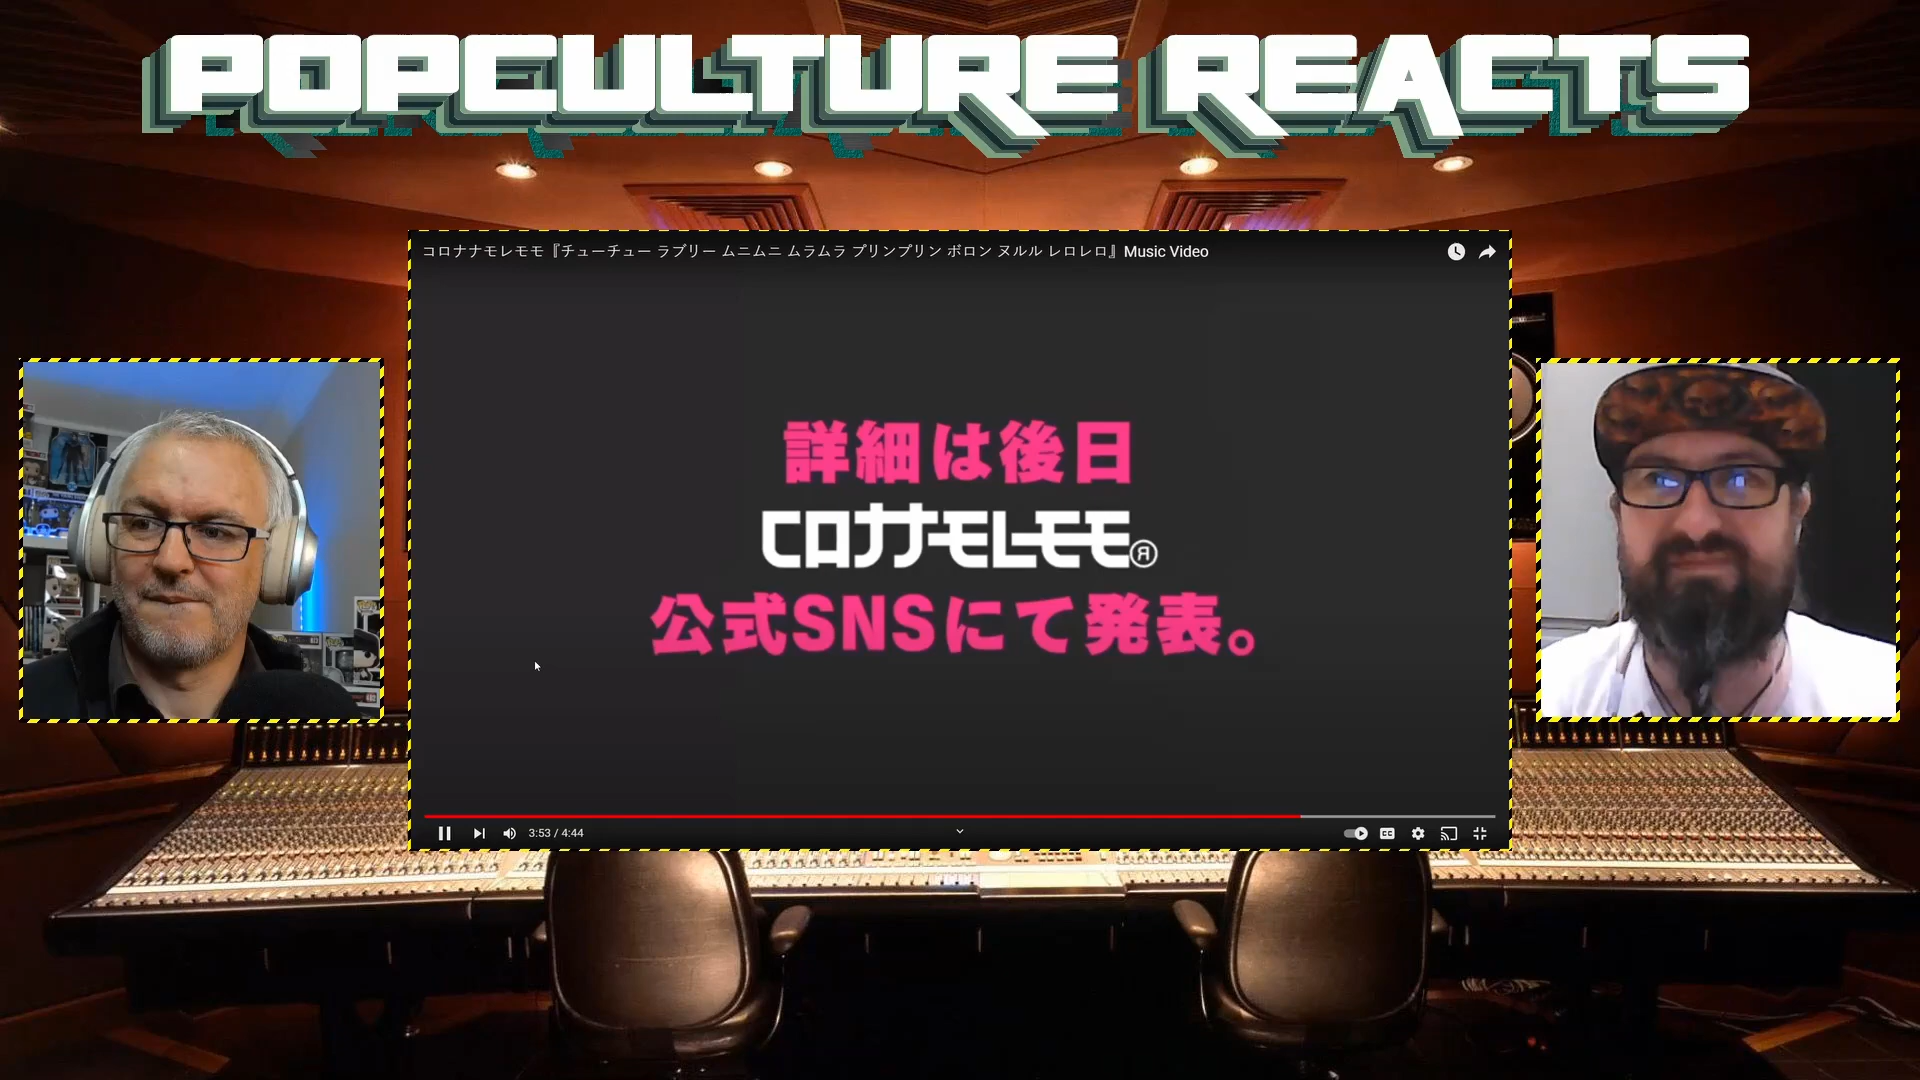 POPCULTURE REACTS
コロナナモレモモ『チューチュー ラブリー ムニムニ ムラムラ プリンプリン ボロン ヌルル レロレロ』Music Video
詳細は後日
コロナナモレモモ®
公式SNSにて発表。
3:53 / 4:44
CC